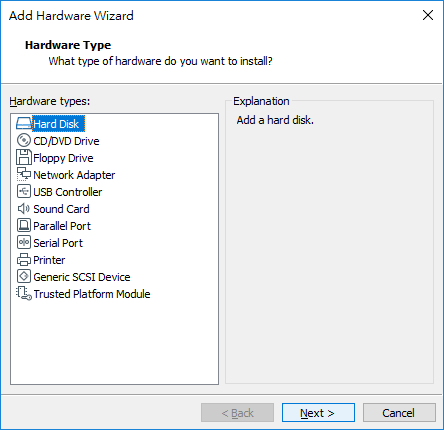 Add Hardware Wizard
Hardware Type
What type of hardware do you want to install?
Hardware types:
Hard Disk
CD/DVD Drive
Floppy Drive
Network Adapter
USB Controller
Sound Card
Parallel Port
Serial Port
Printer
Generic SCSI Device
Trusted Platform Module
Explanation
Add a hard disk.
< Back
Next >
Cancel